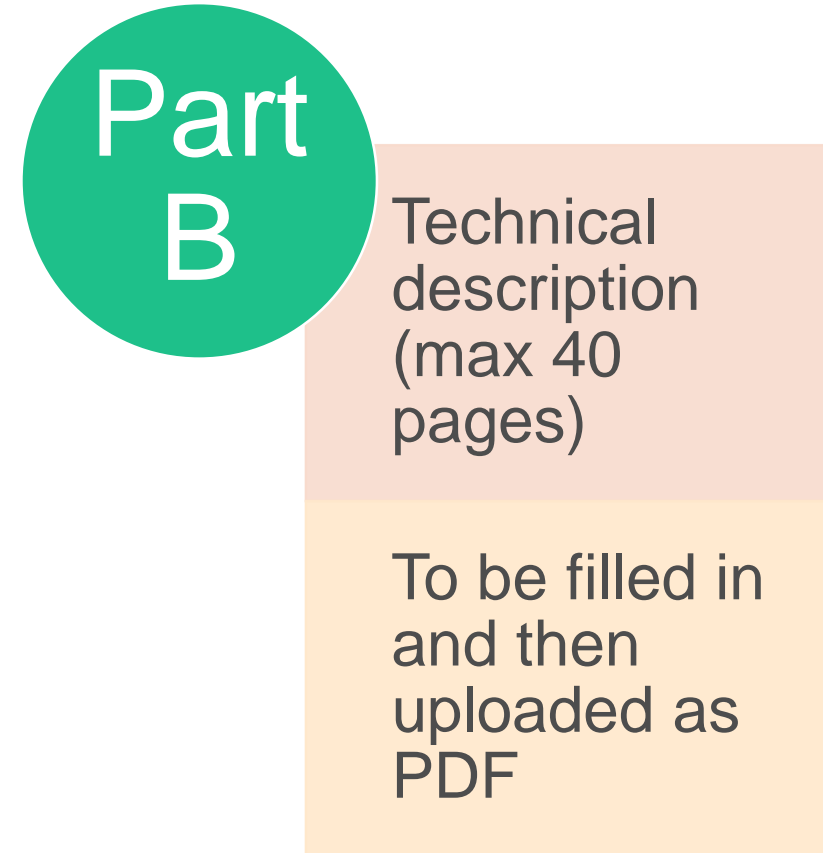 Part
B
Technical
description
(max 40
pages)
To be filled in
and then
uploaded as
PDF